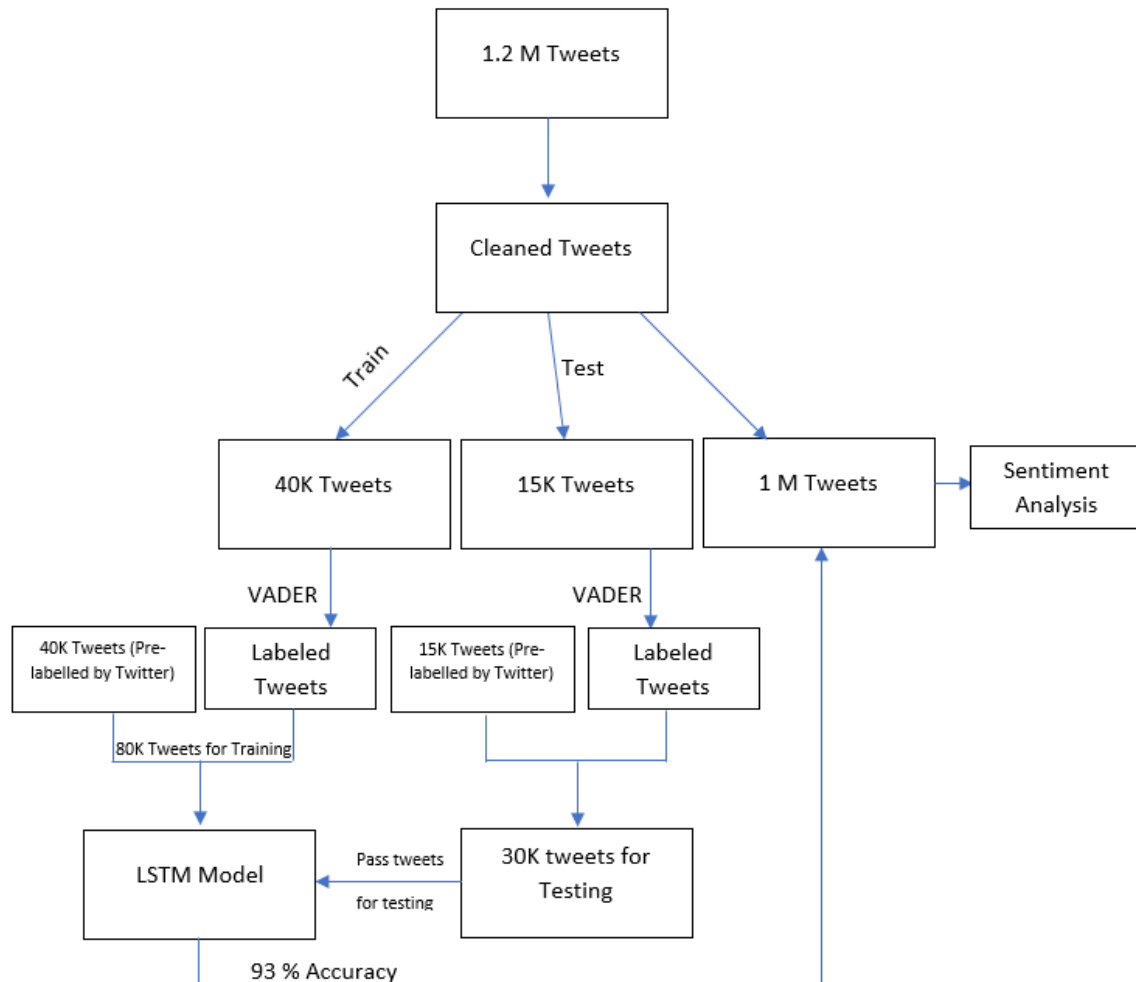 1.2 M Tweets
Cleaned Tweets
Train
Test
40K Tweets
15K Tweets
1 M Tweets
Sentiment
Analysis
VADER
VADER
40K Tweets (Pre-
labelled by Twitter)
Labeled
Tweets
15K Tweets (Pre-
labelled by Twitter)
Labeled
Tweets
80K Tweets for Training
LSTM Model
Pass tweets
for testing
30K tweets for
Testing
93 % Accuracy